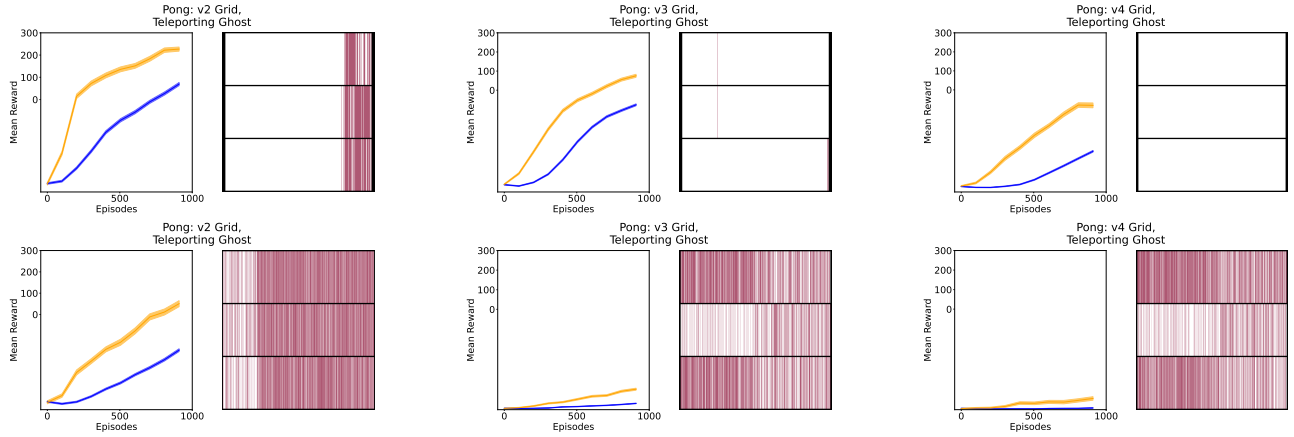 Pong: v2 Grid,
Teleporting Ghost
300
200
100
0
Mean Reward
0
500
1000
Episodes
Pong: v3 Grid,
Teleporting Ghost
300
200
100
0
Mean Reward
0
500
1000
Episodes
Pong: v4 Grid,
Teleporting Ghost
300
200
100
0
Mean Reward
0
500
1000
Episodes
Pong: v2 Grid,
Teleporting Ghost
300
200
100
0
Mean Reward
0
500
1000
Episodes
Pong: v3 Grid,
Teleporting Ghost
300
200
100
0
Mean Reward
0
500
1000
Episodes
Pong: v4 Grid,
Teleporting Ghost
300
200
100
0
Mean Reward
0
500
1000
Episodes